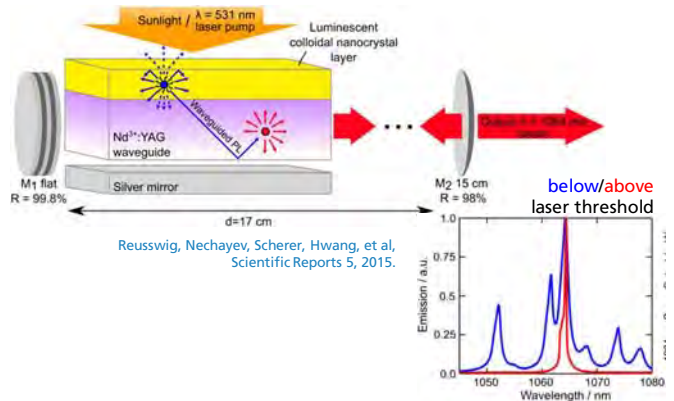 Sunlight / λ = 531 nm
laser pump
Luminescent
colloidal nanocrystal
layer
Waveguided PL
Nd3+:YAG
waveguide
M1 flat
R = 99.8%
Silver mirror
M2 15 cm
R = 98%
d=17 cm
below/above
laser threshold
Reusswig, Nechayev, Scherer, Hwang, et al,
Scientific Reports 5, 2015.
1.0
0.75
0.5
0.25
0.0
Emission / a.u.
1050
1060
1070
1080
Wavelength / nm